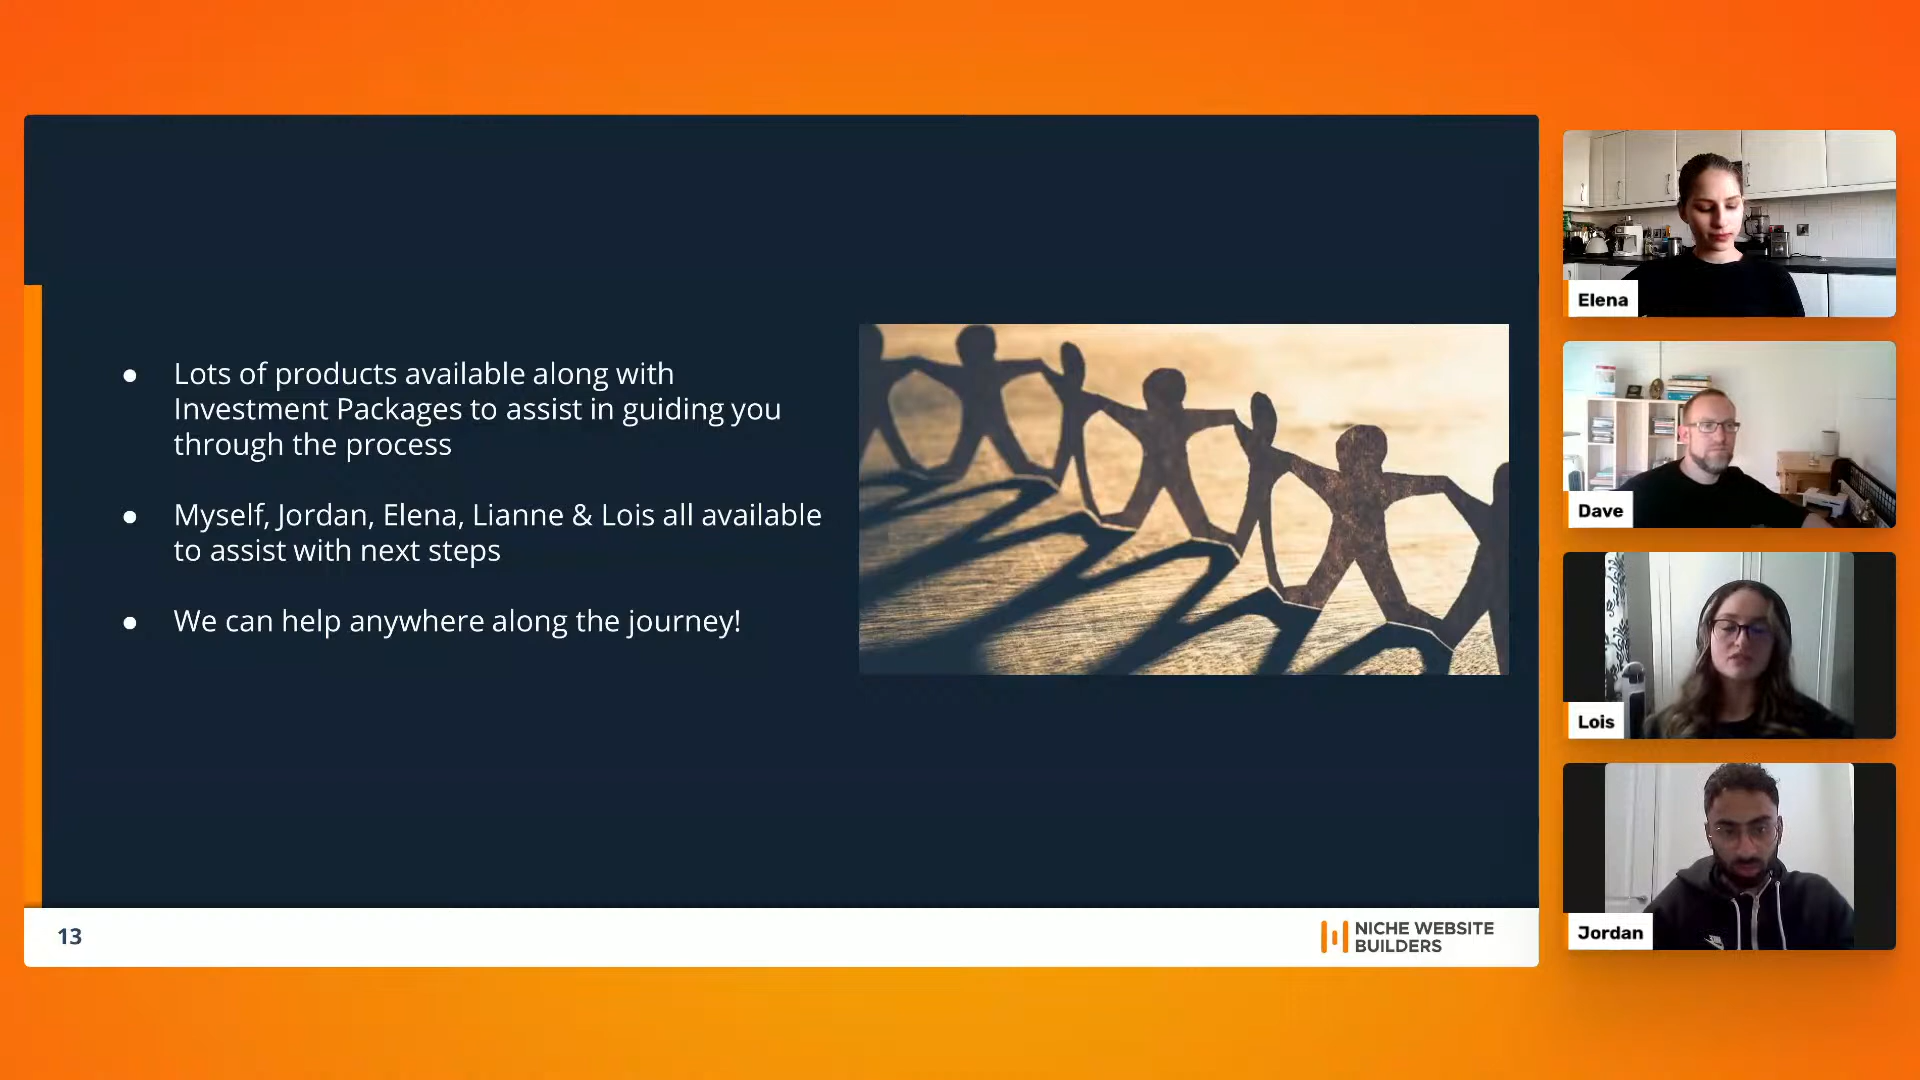 ● Lots of products available along with
Investment Packages to assist in guiding you
through the process
● Myself, Jordan, Elena, Lianne & Lois all available
to assist with next steps
● We can help anywhere along the journey!
13
NICHE WEBSITE
BUILDERS
Elena
Dave
Lois
Jordan